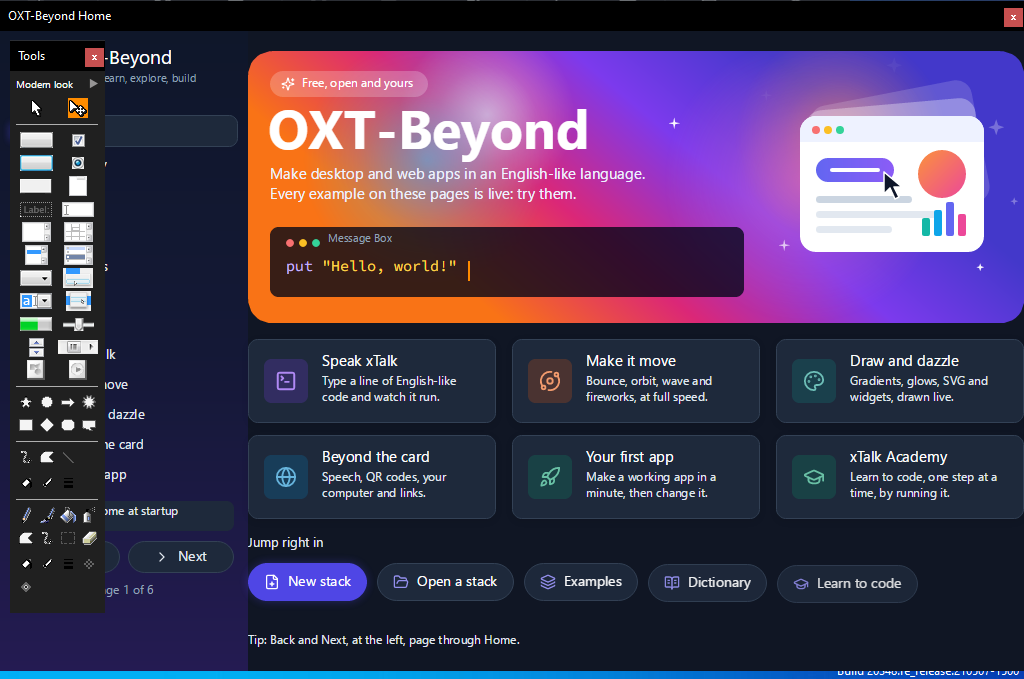 OXT-Beyond Home
x
Tools
x
Modern look
Label:
-Beyond
earn, explore, build
Free, open and yours
OXT-Beyond
Make desktop and web apps in an English-like language.
Every example on these pages is live: try them.
Message Box
put "Hello, world!"
Speak xTalk
Type a line of English-like
code and watch it run.
Make it move
Bounce, orbit, wave and
fireworks, at full speed.
Draw and dazzle
Gradients, glows, SVG and
widgets, drawn live.
Beyond the card
Speech, QR codes, your
computer and links.
Your first app
Make a working app in a
minute, then change it.
xTalk Academy
Learn to code, one step at a
time, by running it.
lk
ove
dazzle
e card
app
ome at startup
Next
ge 1 of 6
Jump right in
New stack
Open a stack
Examples
Dictionary
Learn to code
Tip: Back and Next, at the left, page through Home.